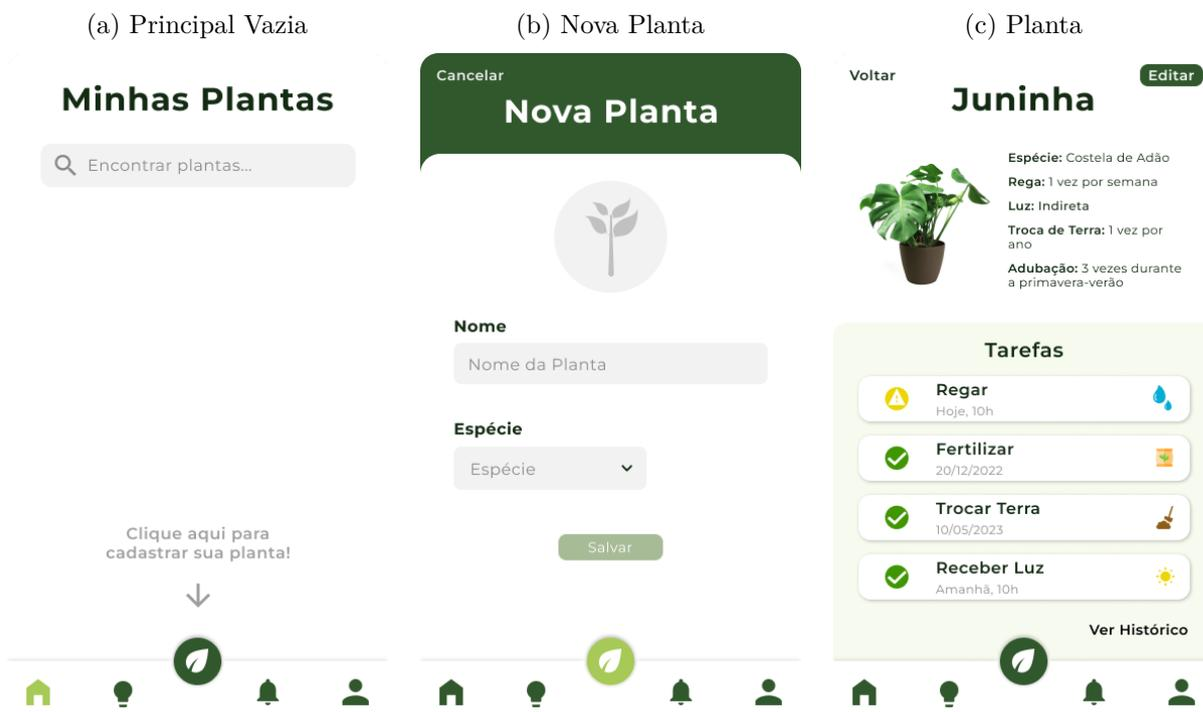 (a) Principal Vazia
Minhas Plantas
Encontrar plantas...
Clique aqui para
cadastrar sua planta!
(b) Nova Planta
Cancelar
Nova Planta
Nome
Nome da Planta
Espécie
Espécie
Salvar
(c) Planta
Voltar
Editar
Juninha
Espécie: Costela de Adão
Rega: 1 vez por semana
Luz: Indireta
Troca de Terra: 1 vez por
ano
Adubação: 3 vezes durante
a primavera-verão
Tarefas
Regar
Hoje, 10h
Fertilizar
20/12/2022
Trocar Terra
10/05/2023
Receber Luz
Amanhã, 10h
Ver Histórico